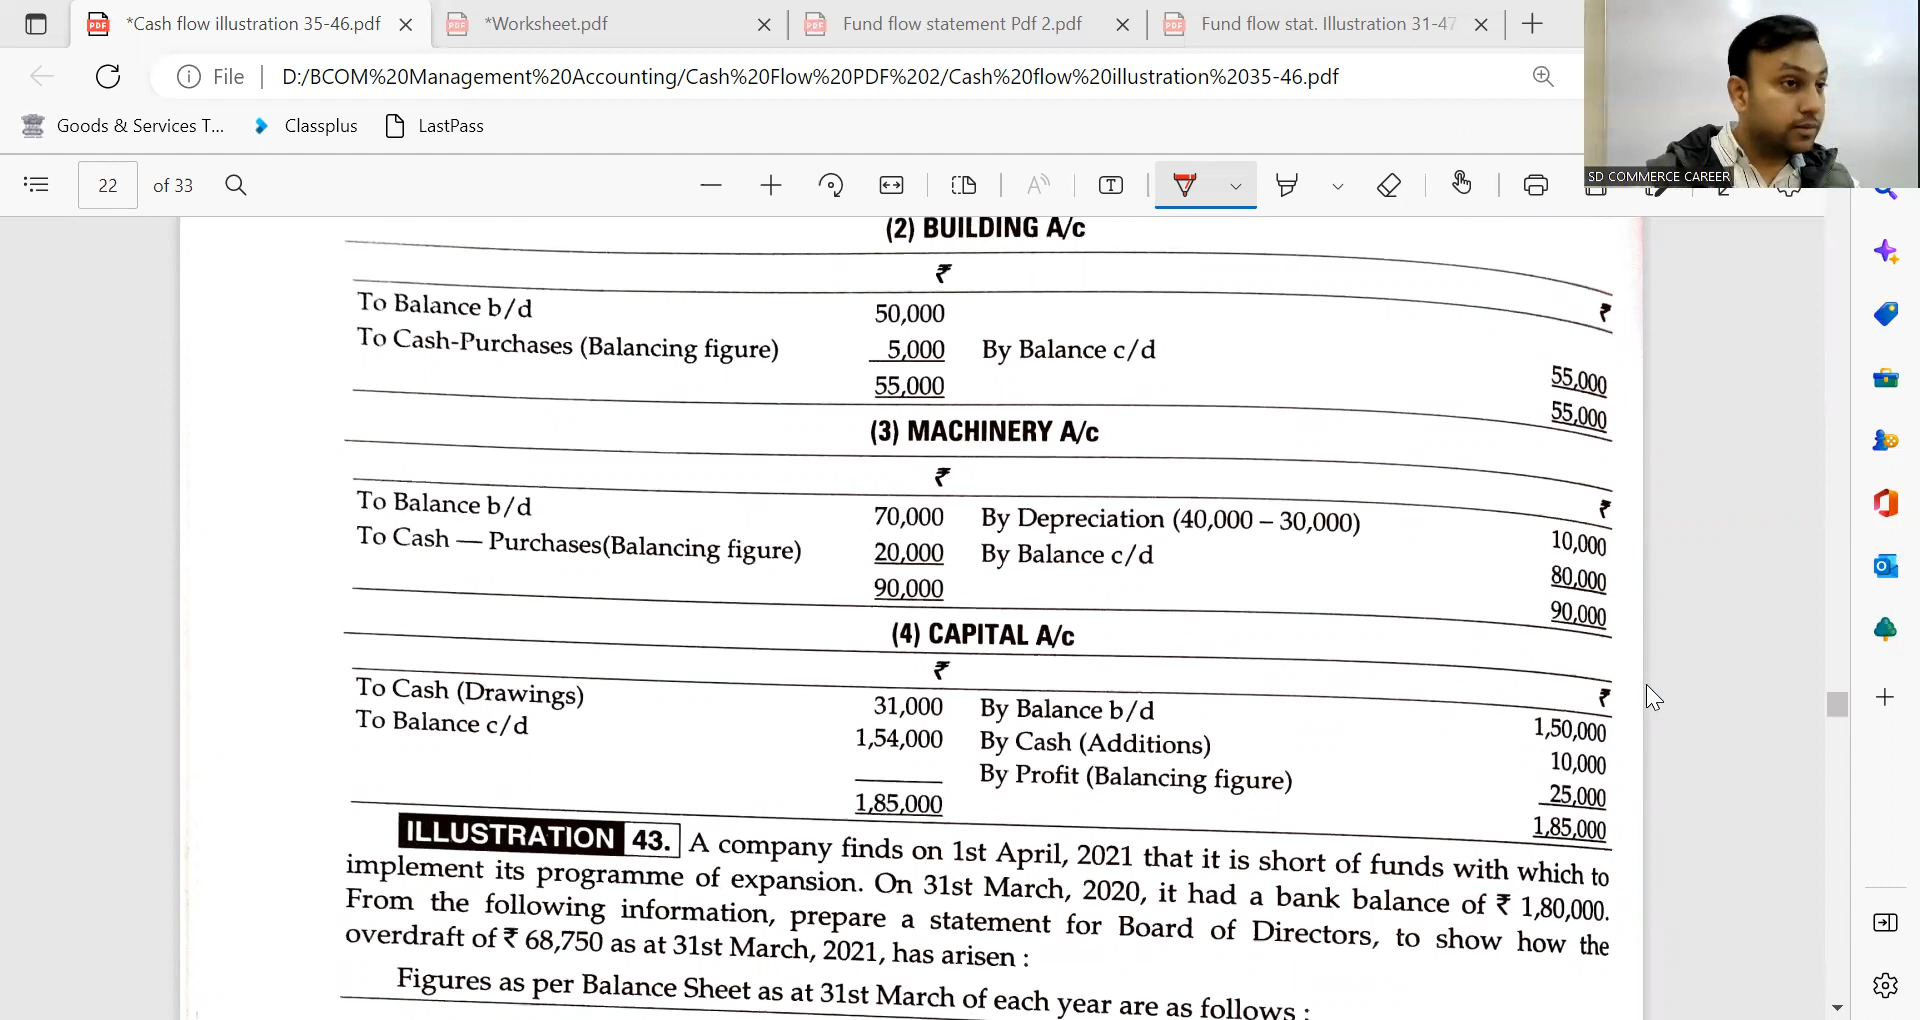 *Cash flow illustration 35-46.pdf
*Worksheet.pdf
Fund flow statement Pdf 2.pdf
Fund flow stat. Illustration 31-47
File
D:/BCOM%20Management%20Accounting/Cash%20Flow%20PDF%202/Cash%20flow%20illustration%2035-46.pdf
Goods & Services T...
Classplus
LastPass
22 of 33
SD COMMERCE CAREER
(2) BUILDING A/c
₹ ₹
To Balance b/d 50,000
To Cash-Purchases (Balancing figure) 5,000 By Balance c/d 55,000
55,000 55,000
(3) MACHINERY A/c
₹ ₹
To Balance b/d 70,000 By Depreciation (40,000 – 30,000) 10,000
To Cash — Purchases(Balancing figure) 20,000 By Balance c/d 80,000
90,000 90,000
(4) CAPITAL A/c
₹ ₹
To Cash (Drawings) 31,000 By Balance b/d 1,50,000
To Balance c/d 1,54,000 By Cash (Additions) 10,000
By Profit (Balancing figure) 25,000
1,85,000 1,85,000
ILLUSTRATION 43. A company finds on 1st April, 2021 that it is short of funds with which to
implement its programme of expansion. On 31st March, 2020, it had a bank balance of ₹ 1,80,000.
From the following information, prepare a statement for Board of Directors, to show how the
overdraft of ₹ 68,750 as at 31st March, 2021, has arisen :
Figures as per Balance Sheet as at 31st March of each year are as follows :